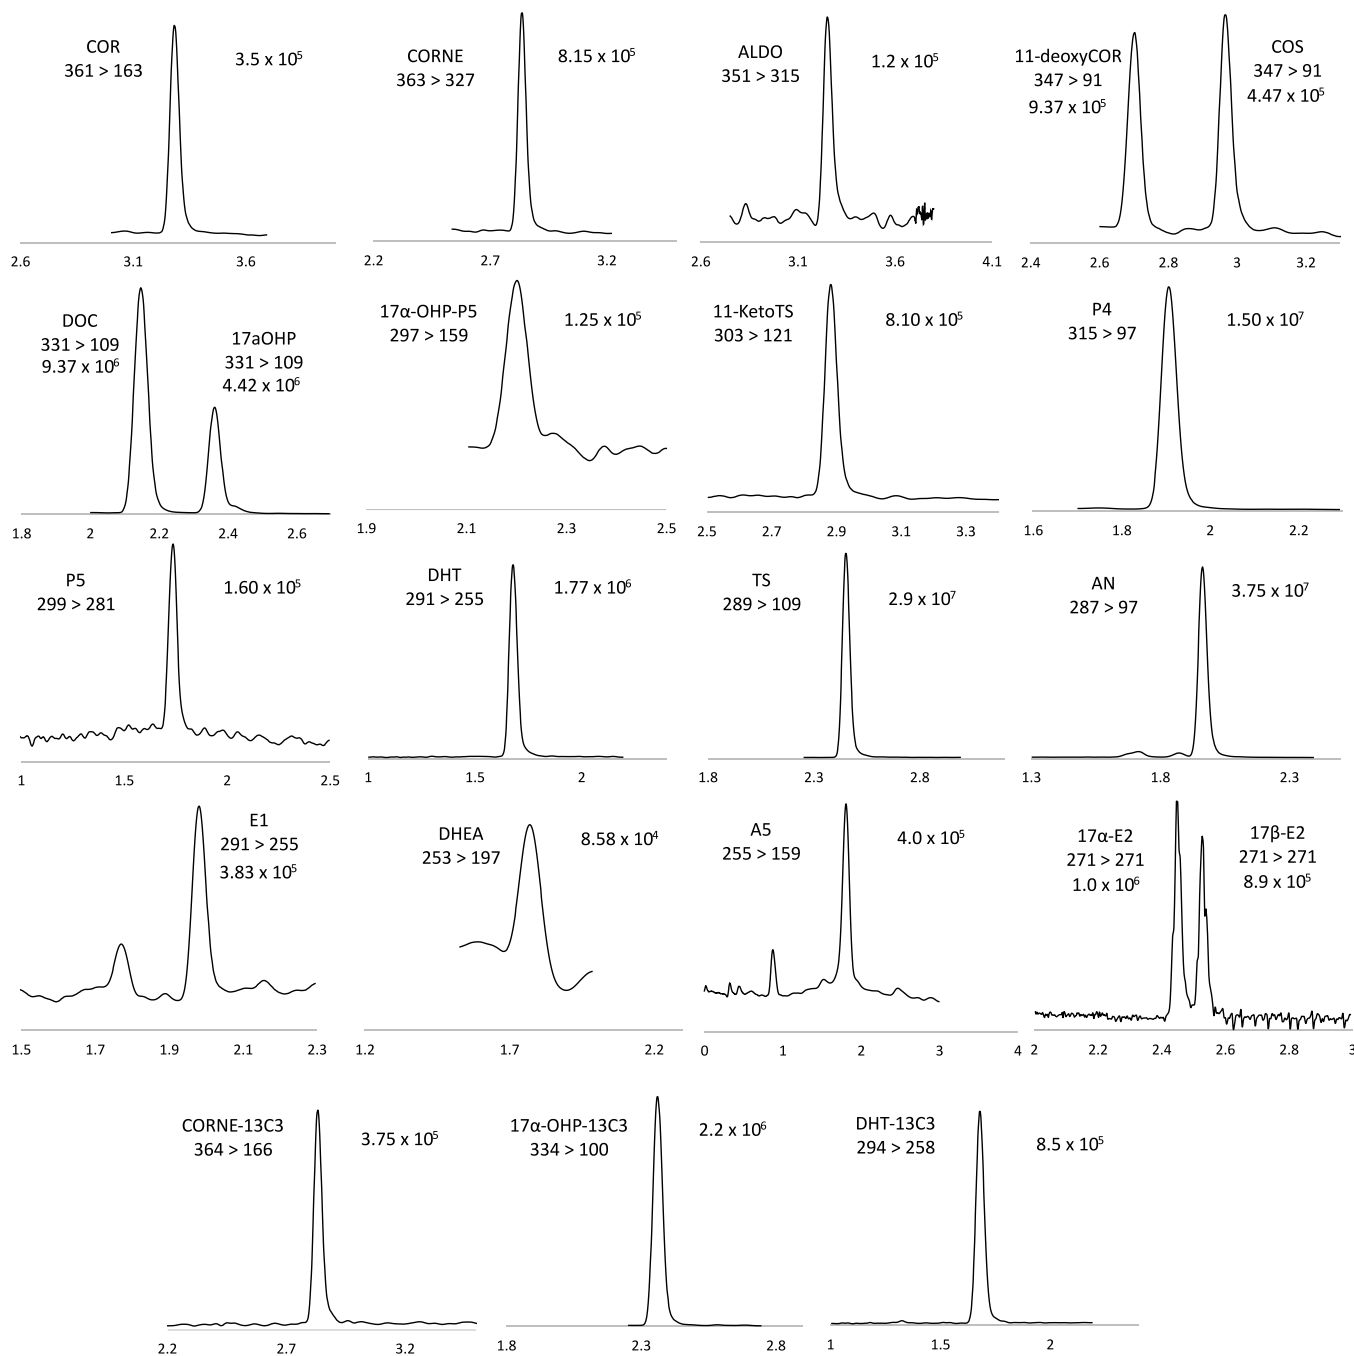 COR
361 > 163
3.5 x 10⁵
2.6 3.1 3.6
CORNE
363 > 327
8.15 x 10⁵
2.2 2.7 3.2
ALDO
351 > 315
1.2 x 10⁵
2.6 3.1 3.6 4.1
11-deoxyCOR
347 > 91
9.37 x 10⁵
COS
347 > 91
4.47 x 10⁵
2.4 2.6 2.8 3 3.2
DOC
331 > 109
9.37 x 10⁶
17aOHP
331 > 109
4.42 x 10⁶
1.8 2 2.2 2.4 2.6
17α-OHP-P5
297 > 159
1.25 x 10⁵
1.9 2.1 2.3 2.5
11-KetoTS
303 > 121
8.10 x 10⁵
2.5 2.7 2.9 3.1 3.3
P4
315 > 97
1.50 x 10⁷
1.6 1.8 2 2.2
P5
299 > 281
1.60 x 10⁵
1 1.5 2 2.5
DHT
291 > 255
1.77 x 10⁶
1 1.5 2
TS
289 > 109
2.9 x 10⁷
1.8 2.3 2.8
AN
287 > 97
3.75 x 10⁷
1.3 1.8 2.3
E1
291 > 255
3.83 x 10⁵
1.5 1.7 1.9 2.1 2.3
DHEA
253 > 197
8.58 x 10⁴
1.2 1.7 2.2
A5
255 > 159
4.0 x 10⁵
0 1 2 3 4
17α-E2
271 > 271
1.0 x 10⁶
17β-E2
271 > 271
8.9 x 10⁵
2 2.2 2.4 2.6 2.8 3
CORNE-13C3
364 > 166
3.75 x 10⁵
2.2 2.7 3.2
17α-OHP-13C3
334 > 100
2.2 x 10⁶
1.8 2.3 2.8
DHT-13C3
294 > 258
8.5 x 10⁵
1 1.5 2